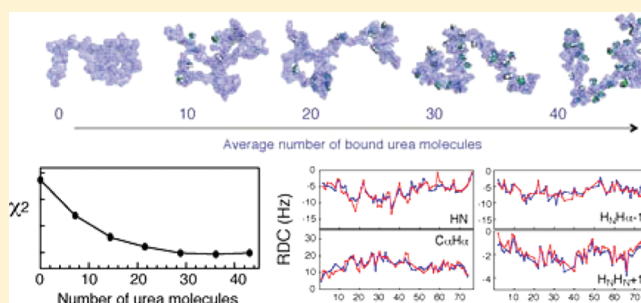 0 10 20 30 40
Average number of bound urea molecules
χ2
0 10 20 30 40
Number of urea molecules
RDC (Hz)
0
-5
-10
-15
HN
0
-5
-10
-15
HNHα-1
30
20
10
0
CαHα
0
-2
-4
HNHN+1
10 20 30 40 50 60 70
10 20 30 40 50 60 70